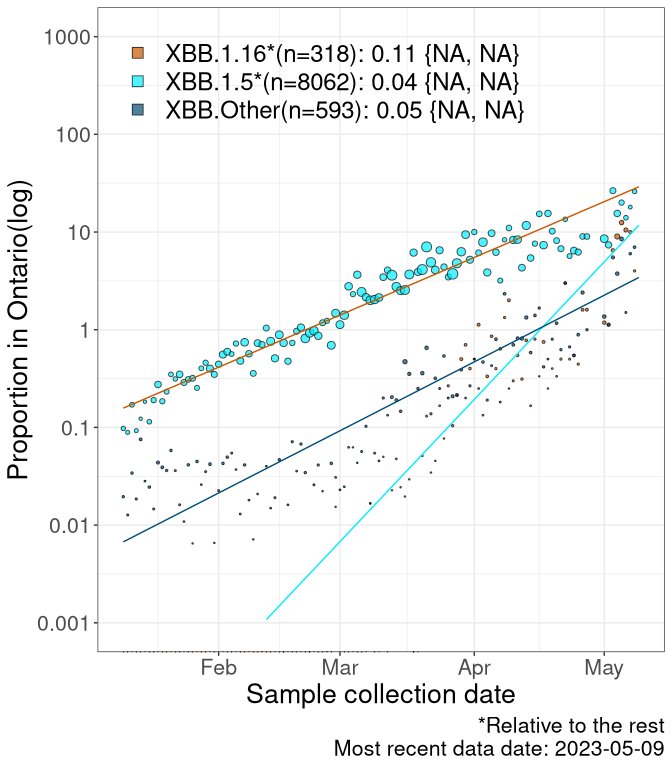 1000
100
10
1
0.1
0.01
0.001
Proportion in Ontario(log)
XBB.1.16*(n=318): 0.11 {NA, NA}
XBB.1.5*(n=8062): 0.04 {NA, NA}
XBB.Other(n=593): 0.05 {NA, NA}
Feb Mar Apr May
Sample collection date
*Relative to the rest
Most recent data date: 2023-05-09